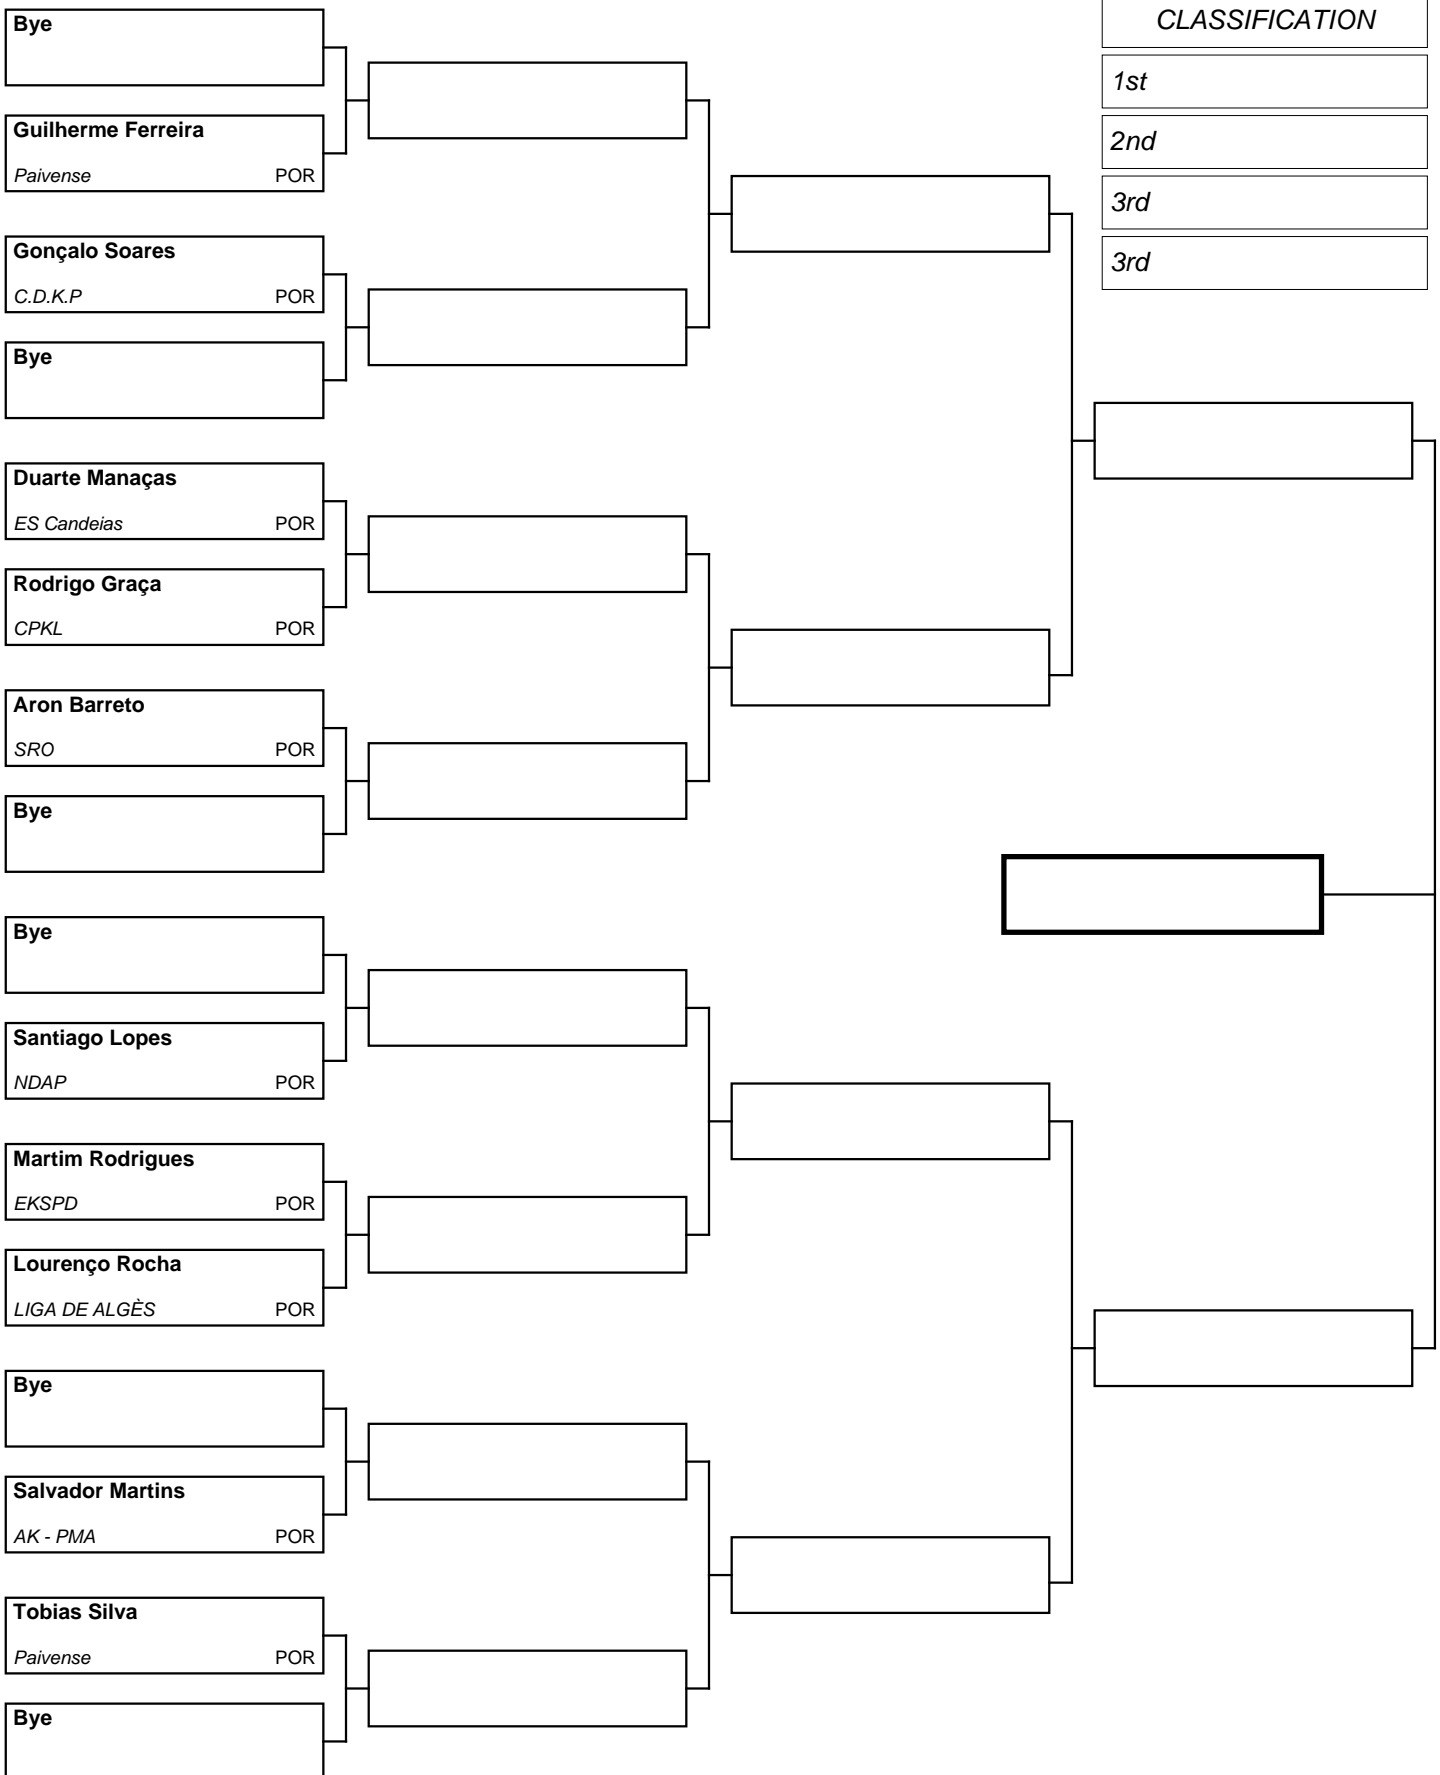 Bye
CLASSIFICATION
1st
2nd
3rd
3rd
Guilherme Ferreira
Paivense POR
Gonçalo Soares
C.D.K.P POR
Bye
Duarte Manaças
ES Candeias POR
Rodrigo Graça
CPKL POR
Aron Barreto
SRO POR
Bye
Bye
Santiago Lopes
NDAP POR
Martim Rodrigues
EKSPD POR
Lourenço Rocha
LIGA DE ALGÈS POR
Bye
Salvador Martins
AK - PMA POR
Tobias Silva
Paivense POR
Bye